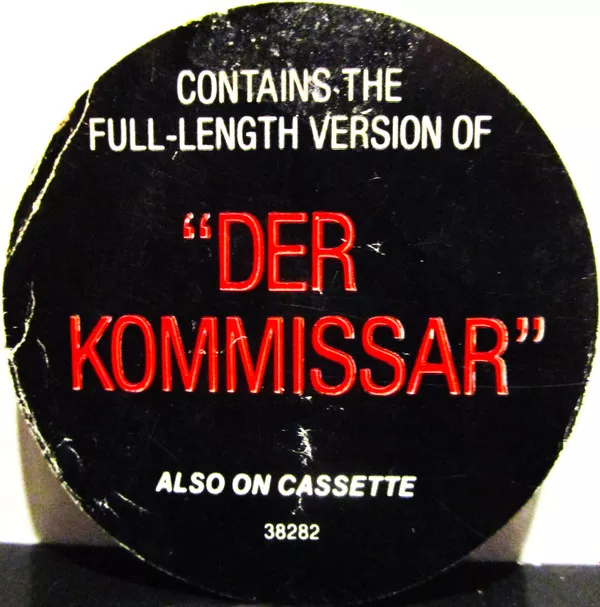 CONTAINS THE
FULL-LENGTH VERSION OF
“DER
KOMMISSAR”
ALSO ON CASSETTE
38282